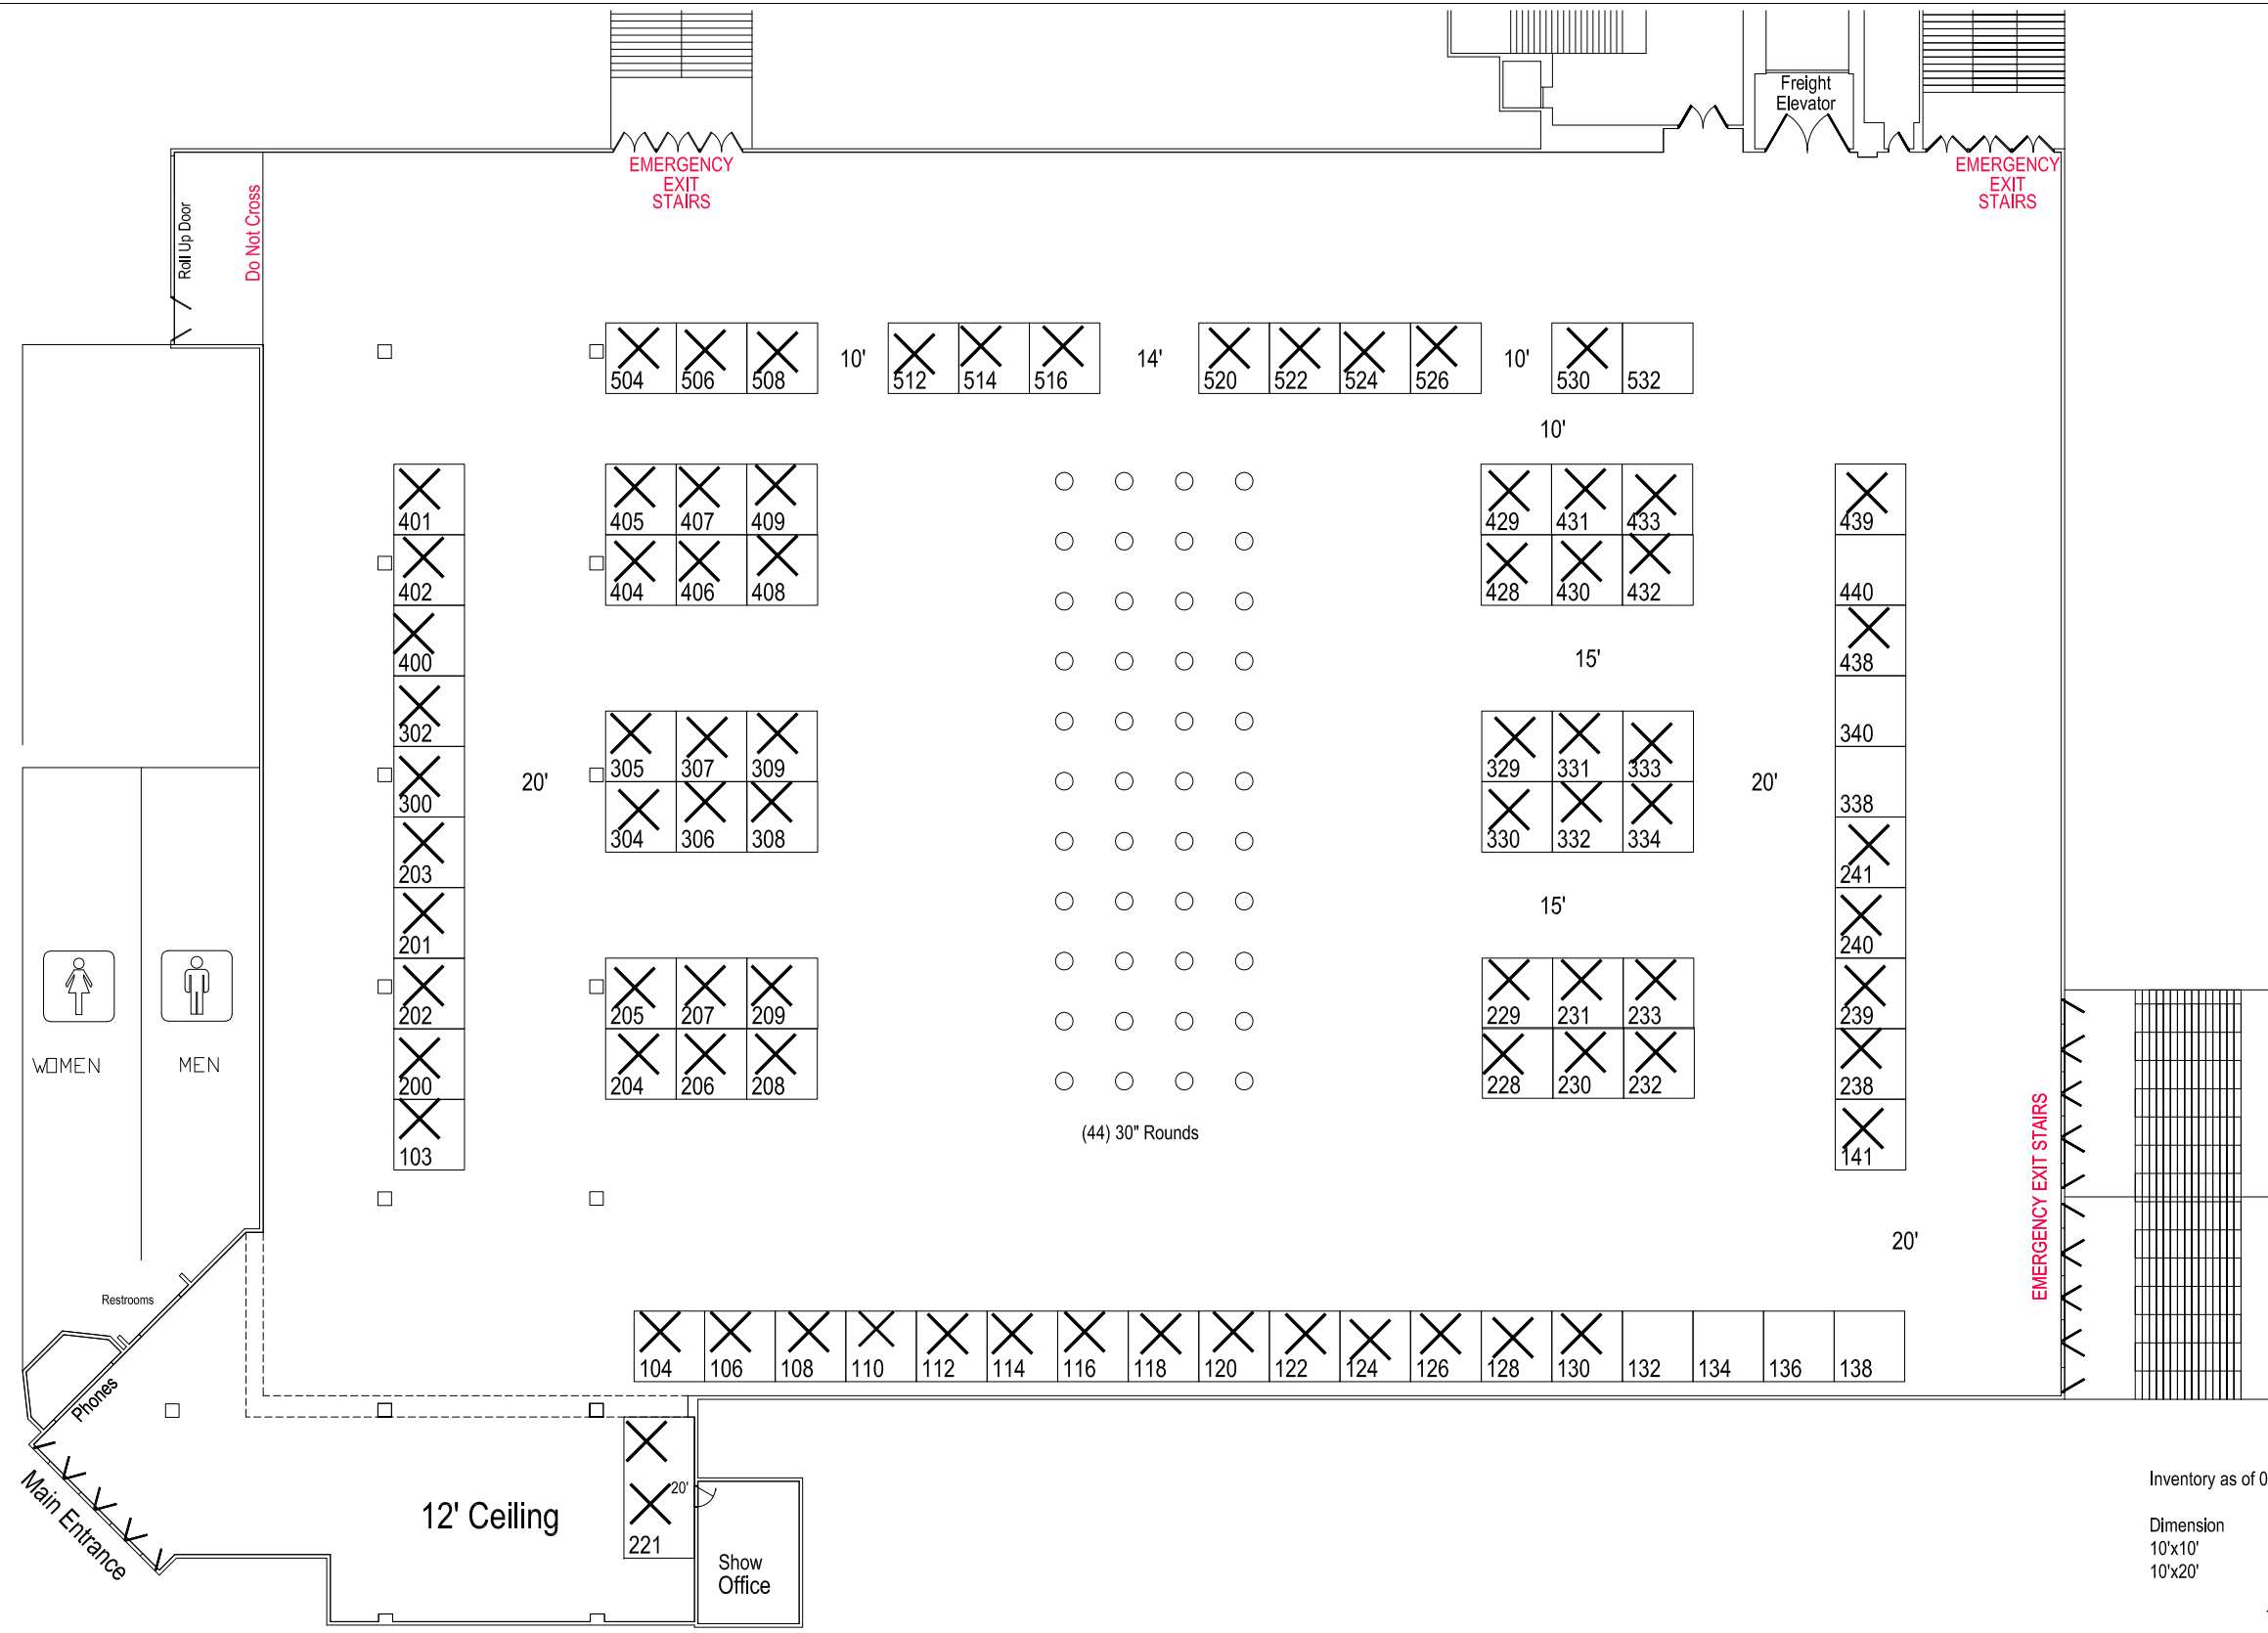 Freight
Elevator
EMERGENCY
EXIT
STAIRS
EMERGENCY
EXIT
STAIRS
Roll Up Door
Do Not Cross
504 506 508 10' 512 514 516 14' 520 522 524 526 10' 530 532
10'
401 405 407 409 429 431 433 439
402 404 406 408 428 430 432 440
400 15' 438
302 305 307 309 329 331 333 340
20' 20'
300 304 306 308 330 332 334 338
203 241
201 15' 240
202 205 207 209 229 231 233 239
WOMEN MEN
200 204 206 208 228 230 232 238
(44) 30" Rounds
103 141
EMERGENCY EXIT STAIRS
20'
Restrooms
104 106 108 110 112 114 116 118 120 122 124 126 128 130 132 134 136 138
Phones
Main Entrance
12' Ceiling
20'
221
Show
Office
Inventory as of 0
Dimension
10'x10'
10'x20'